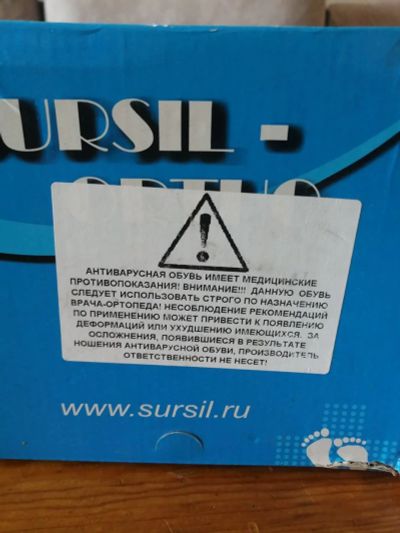 URSIL -
ORTHO
АНТИВАРУСНАЯ ОБУВЬ ИМЕЕТ МЕДИЦИНСКИЕ
ПРОТИВОПОКАЗАНИЯ! ВНИМАНИЕ!!! ДАННУЮ ОБУВЬ
СЛЕДУЕТ ИСПОЛЬЗОВАТЬ СТРОГО ПО НАЗНАЧЕНИЮ
ВРАЧА-ОРТОПЕДА! НЕСОБЛЮДЕНИЕ РЕКОМЕНДАЦИЙ
ПО ПРИМЕНЕНИЮ МОЖЕТ ПРИВЕСТИ К ПОЯВЛЕНИЮ
ДЕФОРМАЦИЙ ИЛИ УХУДШЕНИЮ ИМЕЮЩИХСЯ. ЗА
ОСЛОЖНЕНИЯ, ПОЯВИВШИЕСЯ В РЕЗУЛЬТАТЕ
НОШЕНИЯ АНТИВАРУСНОЙ ОБУВИ, ПРОИЗВОДИТЕЛЬ
ОТВЕТСТВЕННОСТИ НЕ НЕСЕТ!
www.sursil.ru